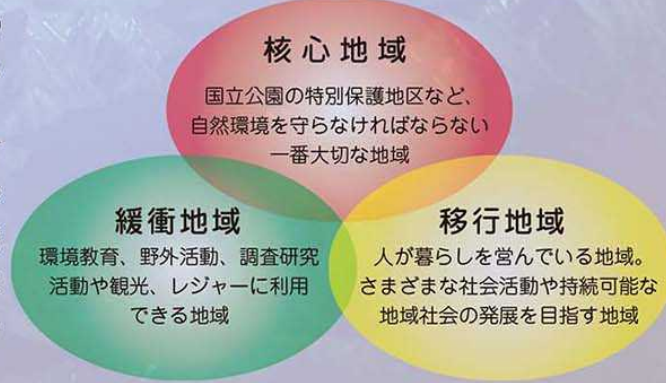 核心地域
国立公園の特別保護地区など、
自然環境を守らなければならない
一番大切な地域
緩衝地域
環境教育、野外活動、調査研究
活動や観光、レジャーに利用
できる地域
移行地域
人が暮らしを営んでいる地域。
さまざまな社会活動や持続可能な
地域社会の発展を目指す地域